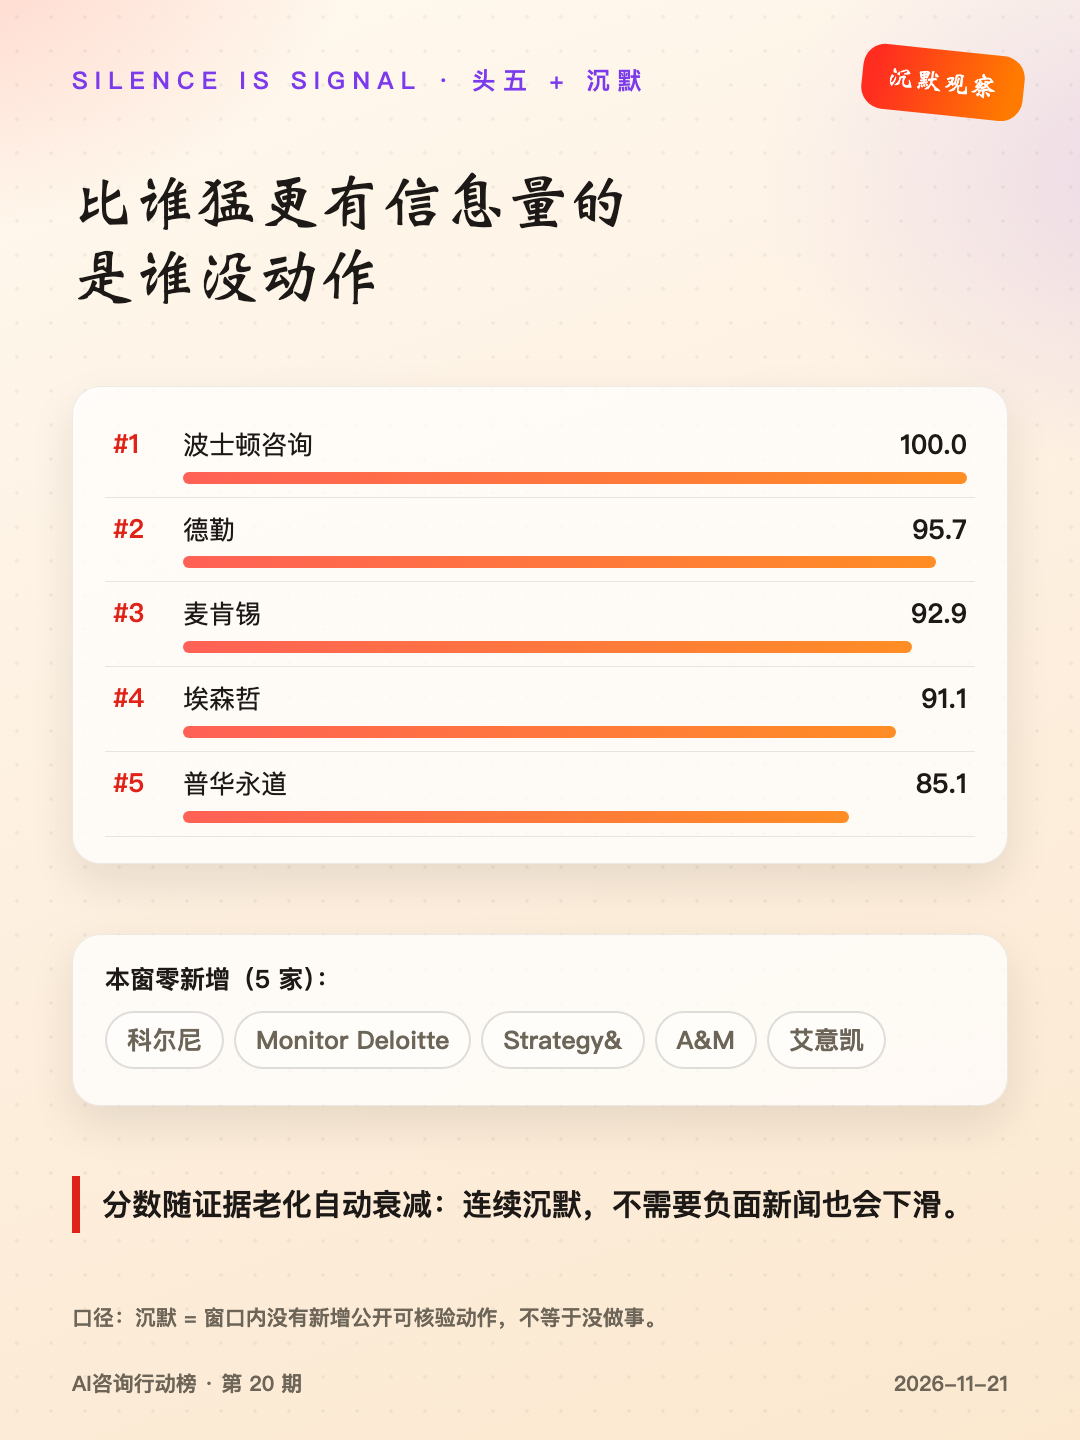 SILENCE IS SIGNAL · 头五 + 沉默
沉默观察
比谁猛更有信息量的
是谁没动作
#1 波士顿咨询 100.0
#2 德勤 95.7
#3 麦肯锡 92.9
#4 埃森哲 91.1
#5 普华永道 85.1
本窗零新增（5 家）：
科尔尼 Monitor Deloitte Strategy& A&M 艾意凯
分数随证据老化自动衰减：连续沉默，不需要负面新闻也会下滑。
口径：沉默 = 窗口内没有新增公开可核验动作，不等于没做事。
AI咨询行动榜 · 第 20 期 2026-11-21